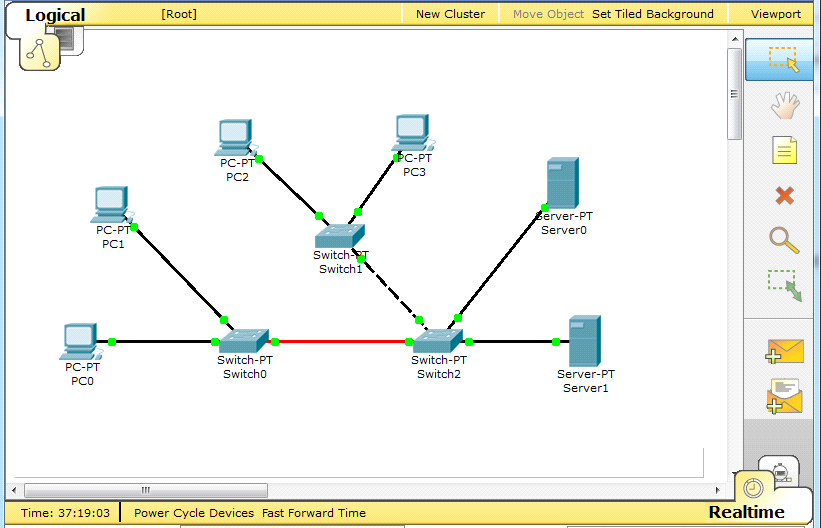 Logical
[Root]
New Cluster
Move Object
Set Tiled Background
Viewport
PC-PT
PC2
PC-PT
PC3
Server-PT
Server0
PC-PT
PC1
Switch-PT
Switch1
PC-PT
PC0
Switch-PT
Switch0
Switch-PT
Switch2
Server-PT
Server1
Time: 37:19:03
Power Cycle Devices
Fast Forward Time
Realtime